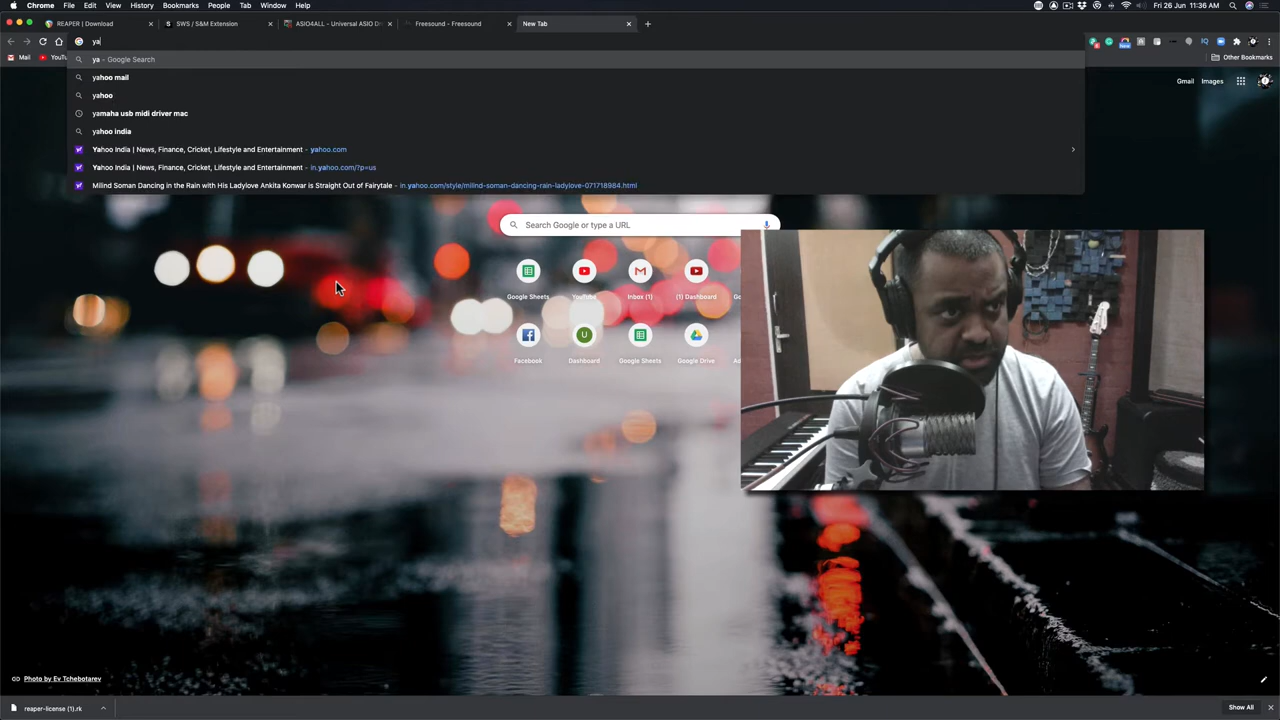 Chrome File Edit View History Bookmarks People Tab Window Help
Fri 26 Jun 11:36 AM
REAPER | Download
SWS / S&M Extension
ASIO4ALL - Universal ASIO D
Freesound - Freesound
New Tab
ya
Mail
YouTu
Other Bookmarks
ya - Google Search
yahoo mail
yahoo
yamaha usb midi driver mac
yahoo india
Yahoo India | News, Finance, Cricket, Lifestyle and Entertainment - yahoo.com
Yahoo India | News, Finance, Cricket, Lifestyle and Entertainment - in.yahoo.com/?p=us
Milind Soman Dancing in the Rain with His Ladylove Ankita Konwar is Straight Out of Fairytale - in.yahoo.com/style/milind-soman-dancing-rain-ladylove-071718984.html
Gmail Images
Search Google or type a URL
Google Sheets
Youtube
Inbox (1)
(1) Dashboard
U
Facebook
Dashboard
Google Sheets
Google Drive
Photo by Ev Tchebotarev
reaper-license (1).rk
Show All